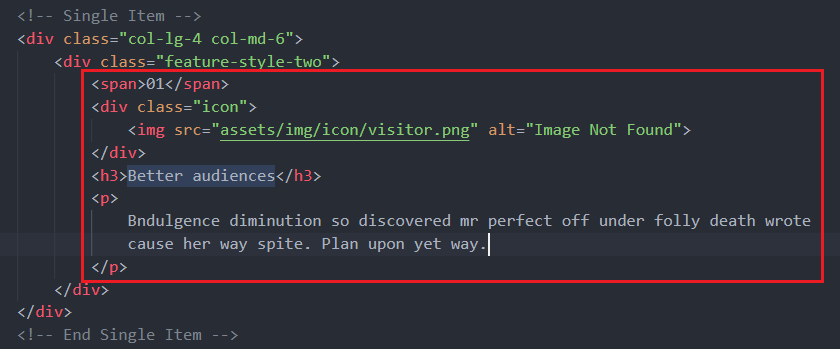 <!-- Single Item -->
<div class="col-lg-4 col-md-6">
<div class="feature-style-two">
<span>01</span>
<div class="icon">
<img src="assets/img/icon/visitor.png" alt="Image Not Found">
</div>
<h3>Better audiences</h3>
<p>
Bndulgence diminution so discovered mr perfect off under folly death wrote
cause her way spite. Plan upon yet way.
</p>
</div>
</div>
<!-- End Single Item -->